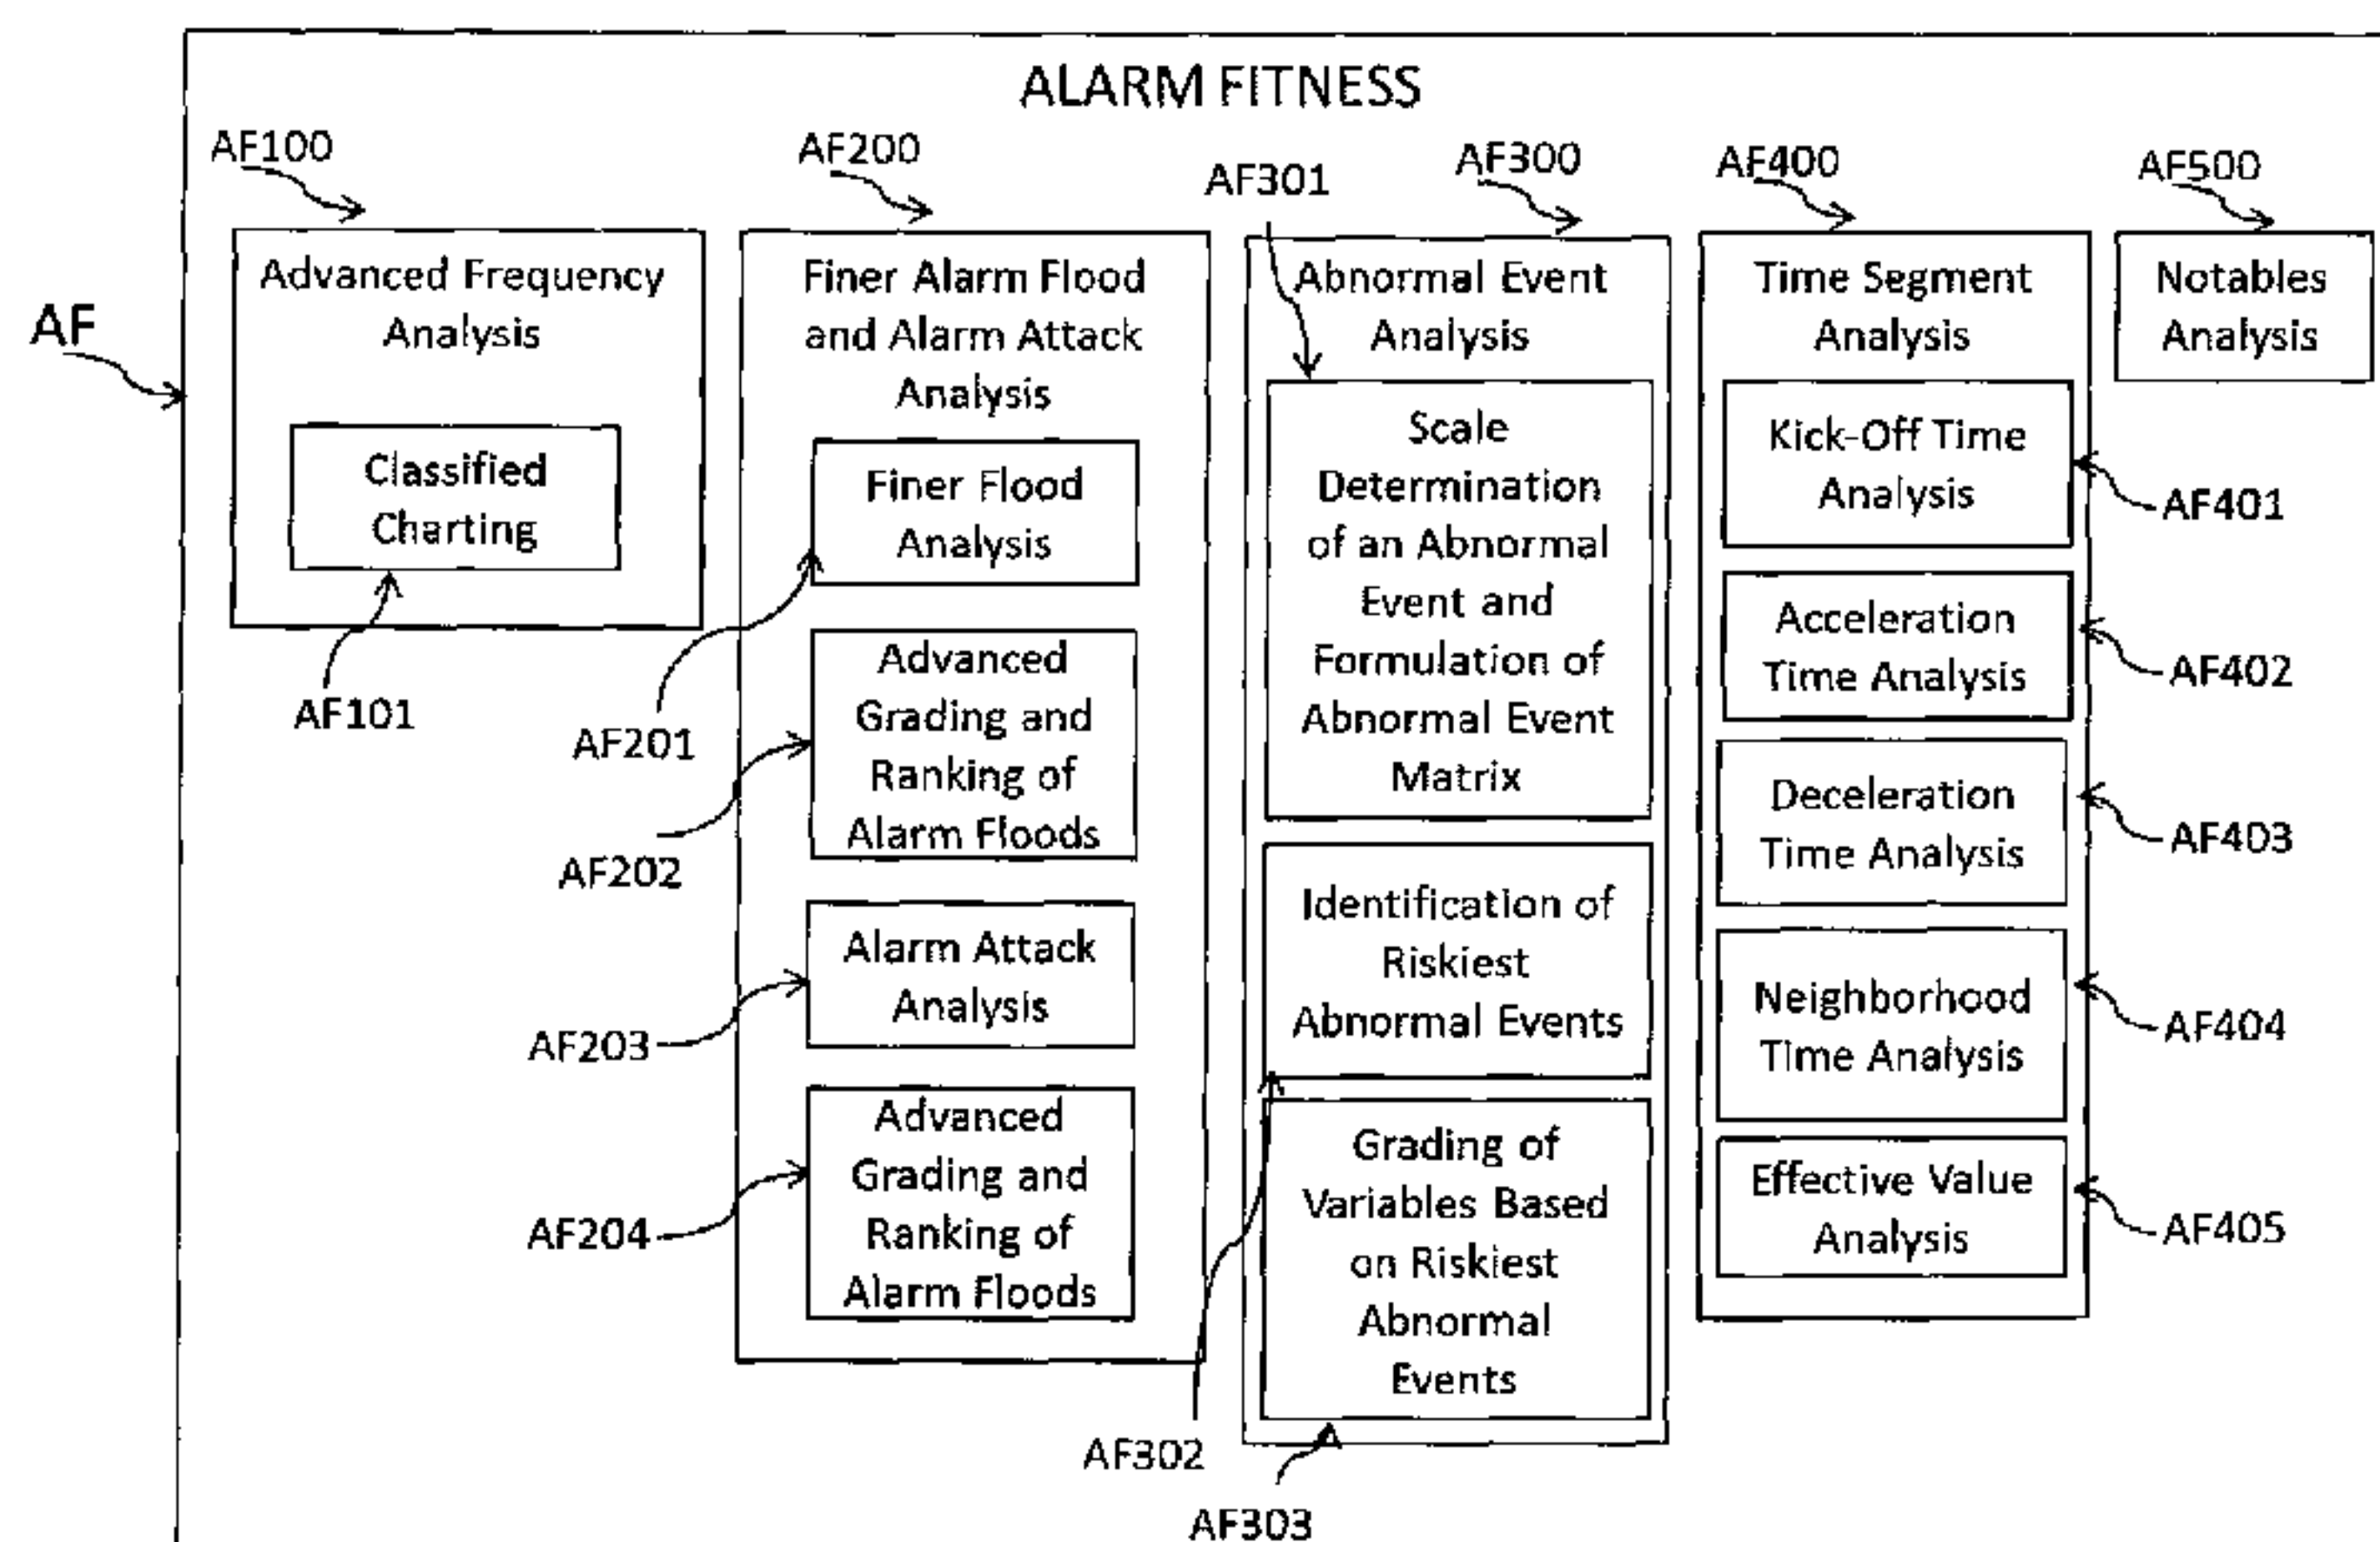 ALARM FITNESS
AF
AF100
Advanced Frequency
Analysis
Classified
Charting
AF101
AF200
Finer Alarm Flood
and Alarm Attack
Analysis
Finer Flood
Analysis
AF201
Advanced
Grading and
Ranking of
Alarm Floods
AF202
Alarm Attack
Analysis
AF203
Advanced
Grading and
Ranking of
Alarm Floods
AF204
AF300
AF301
Abnormal Event
Analysis
Scale
Determination
of an Abnormal
Event and
Formulation of
Abnormal Event
Matrix
Identification of
Riskiest
Abnormal Events
AF302
Grading of
Variables Based
on Riskiest
Abnormal
Events
AF303
AF400
Time Segment
Analysis
Kick-Off Time
Analysis
AF401
Acceleration
Time Analysis
AF402
Deceleration
Time Analysis
AF403
Neighborhood
Time Analysis
AF404
Effective Value
Analysis
AF405
AF500
Notables
Analysis